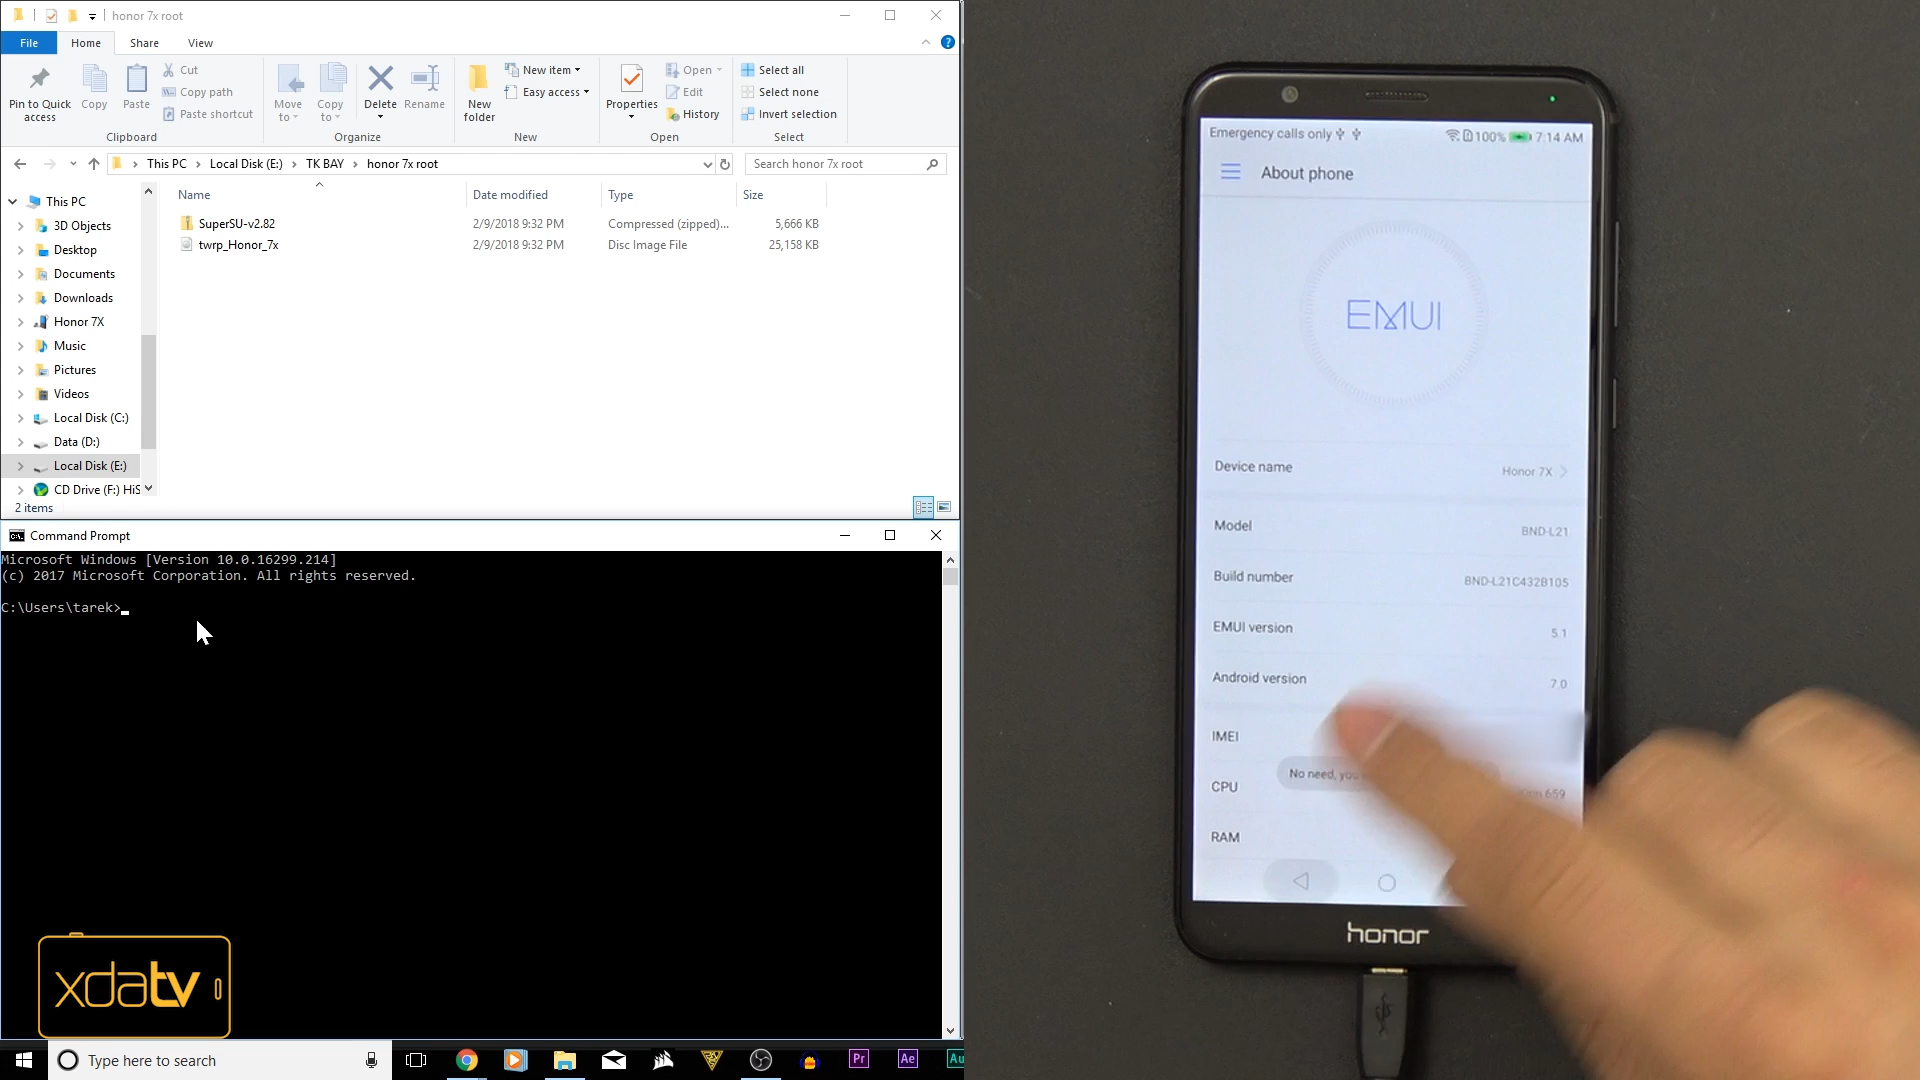 honor 7x root
File Home Share View
Pin to Quick access
Copy
Paste
Cut
Copy path
Paste shortcut
Clipboard
Move to
Copy to
Delete
Rename
Organize
New folder
New item
Easy access
New
Properties
Open
Edit
History
Open
Select all
Select none
Invert selection
Select
This PC > Local Disk (E:) > TK BAY > honor 7x root
Search honor 7x root
Name Date modified Type Size
SuperSU-v2.82 2/9/2018 9:32 PM Compressed (zipped)... 5,666 KB
twrp_Honor_7x 2/9/2018 9:32 PM Disc Image File 25,158 KB
This PC
3D Objects
Desktop
Documents
Downloads
Honor 7X
Music
Pictures
Videos
Local Disk (C:)
Data (D:)
Local Disk (E:)
CD Drive (F:) HiS
2 items
Command Prompt
Microsoft Windows [Version 10.0.16299.214]
(c) 2017 Microsoft Corporation. All rights reserved.
C:\Users\tarek>_
xdatv
Type here to search
Pr Ae Au
Emergency calls only 100% 7:14 AM
About phone
EMUI
Device name Honor 7X
Model BND-L21
Build number BND-L21C432B105
EMUI version 5.1
Android version 7.0
IMEI
No need, you
CPU 659
RAM
honor